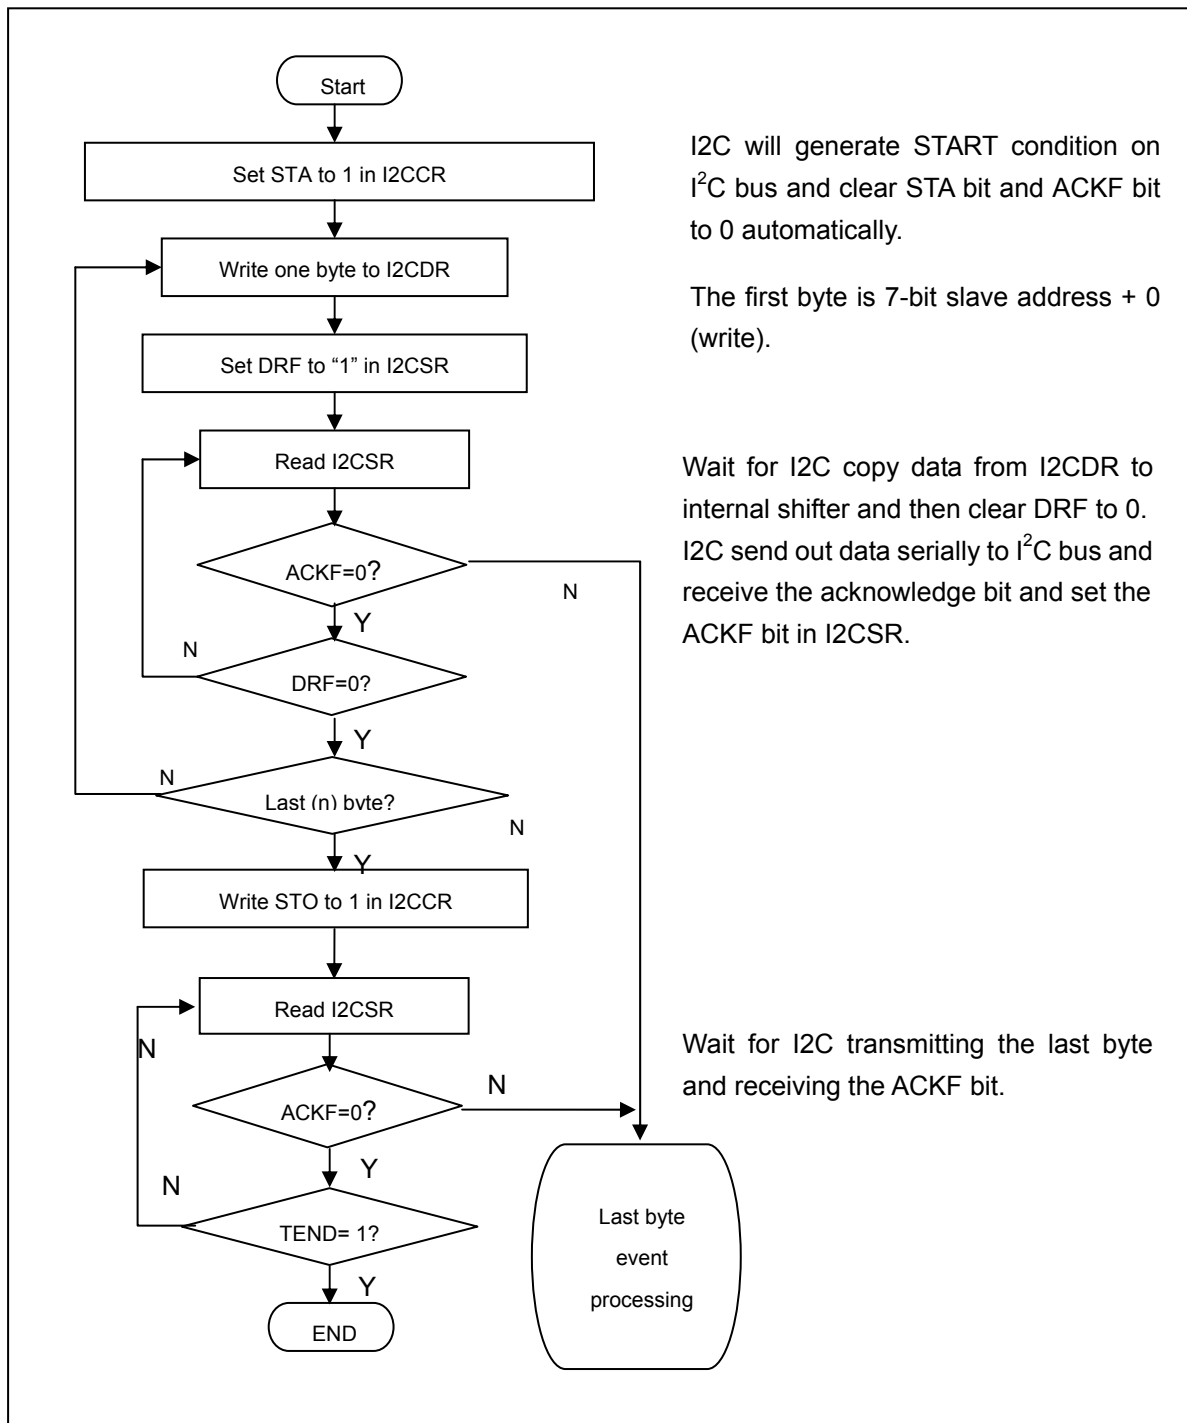 Start
Set STA to 1 in I2CCR
I2C will generate START condition on
I²C bus and clear STA bit and ACKF bit
to 0 automatically.
Write one byte to I2CDR
The first byte is 7-bit slave address + 0
(write).
Set DRF to “1” in I2CSR
Read I2CSR
Wait for I2C copy data from I2CDR to
internal shifter and then clear DRF to 0.
I2C send out data serially to I²C bus and
receive the acknowledge bit and set the
ACKF bit in I2CSR.
ACKF=0?
N
Y
N
DRF=0?
Y
N
Last (n) byte?
N
Y
Write STO to 1 in I2CCR
Read I2CSR
N
Wait for I2C transmitting the last byte
and receiving the ACKF bit.
ACKF=0?
N
Y
N
TEND= 1?
Y
END
Last byte
event
processing